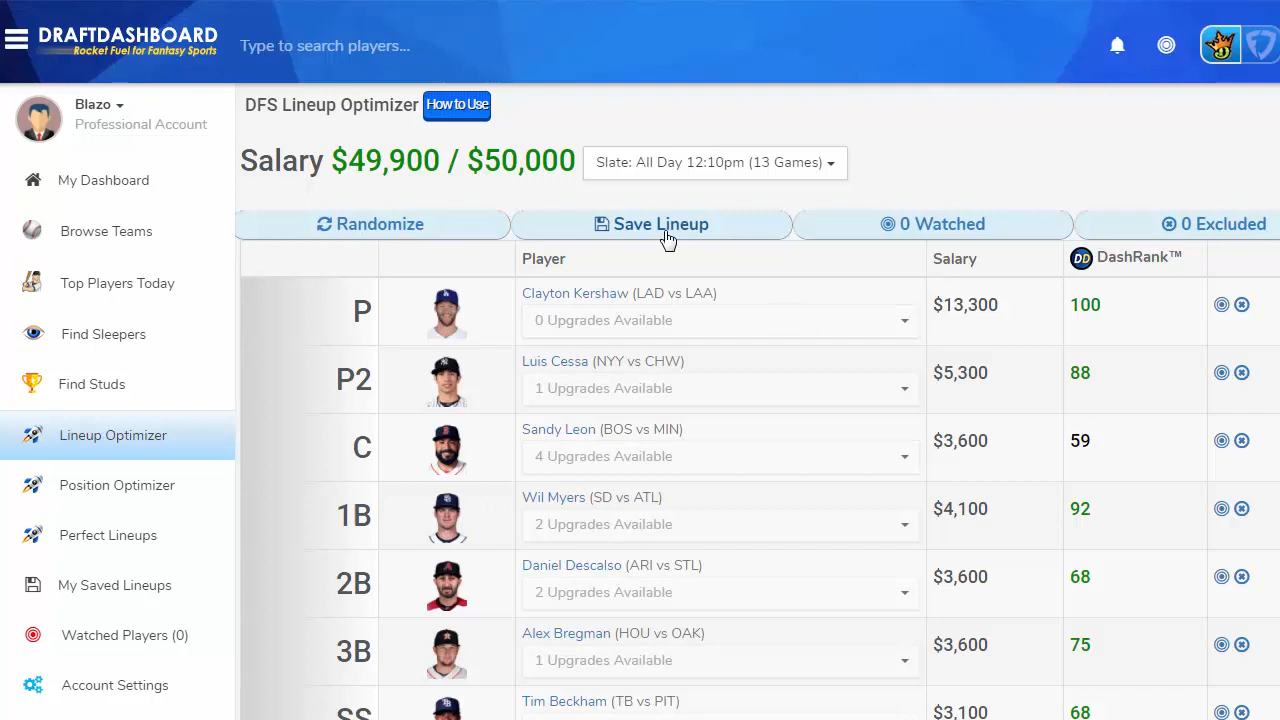 DRAFTDASHBOARD
Rocket Fuel for Fantasy Sports
Type to search players...
Blazo
Professional Account
My Dashboard
Browse Teams
Top Players Today
Find Sleepers
Find Studs
Lineup Optimizer
Position Optimizer
Perfect Lineups
My Saved Lineups
Watched Players (0)
Account Settings
DFS Lineup Optimizer How to Use
Salary $49,900 / $50,000 Slate: All Day 12:10pm (13 Games)
Randomize Save Lineup 0 Watched 0 Excluded
Player Salary DD DashRank™
P Clayton Kershaw (LAD vs LAA) $13,300 100
0 Upgrades Available
P2 Luis Cessa (NYY vs CHW) $5,300 88
1 Upgrades Available
C Sandy Leon (BOS vs MIN) $3,600 59
4 Upgrades Available
1B Wil Myers (SD vs ATL) $4,100 92
2 Upgrades Available
2B Daniel Descalso (ARI vs STL) $3,600 68
2 Upgrades Available
3B Alex Bregman (HOU vs OAK) $3,600 75
1 Upgrades Available
SS Tim Beckham (TB vs PIT) $3,100 68